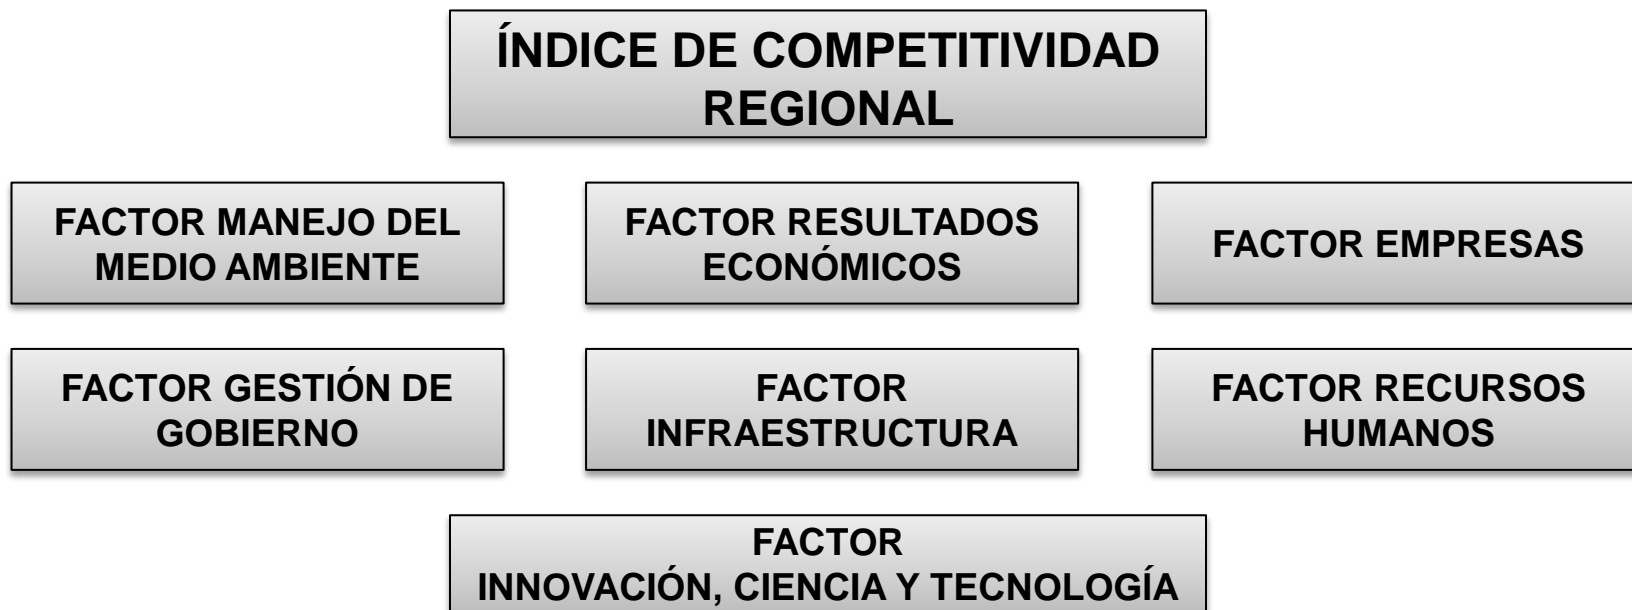 ÍNDICE DE COMPETITIVIDAD
REGIONAL
FACTOR MANEJO DEL
MEDIO AMBIENTE
FACTOR RESULTADOS
ECONÓMICOS
FACTOR EMPRESAS
FACTOR GESTIÓN DE
GOBIERNO
FACTOR
INFRAESTRUCTURA
FACTOR RECURSOS
HUMANOS
FACTOR
INNOVACIÓN, CIENCIA Y TECNOLOGÍA